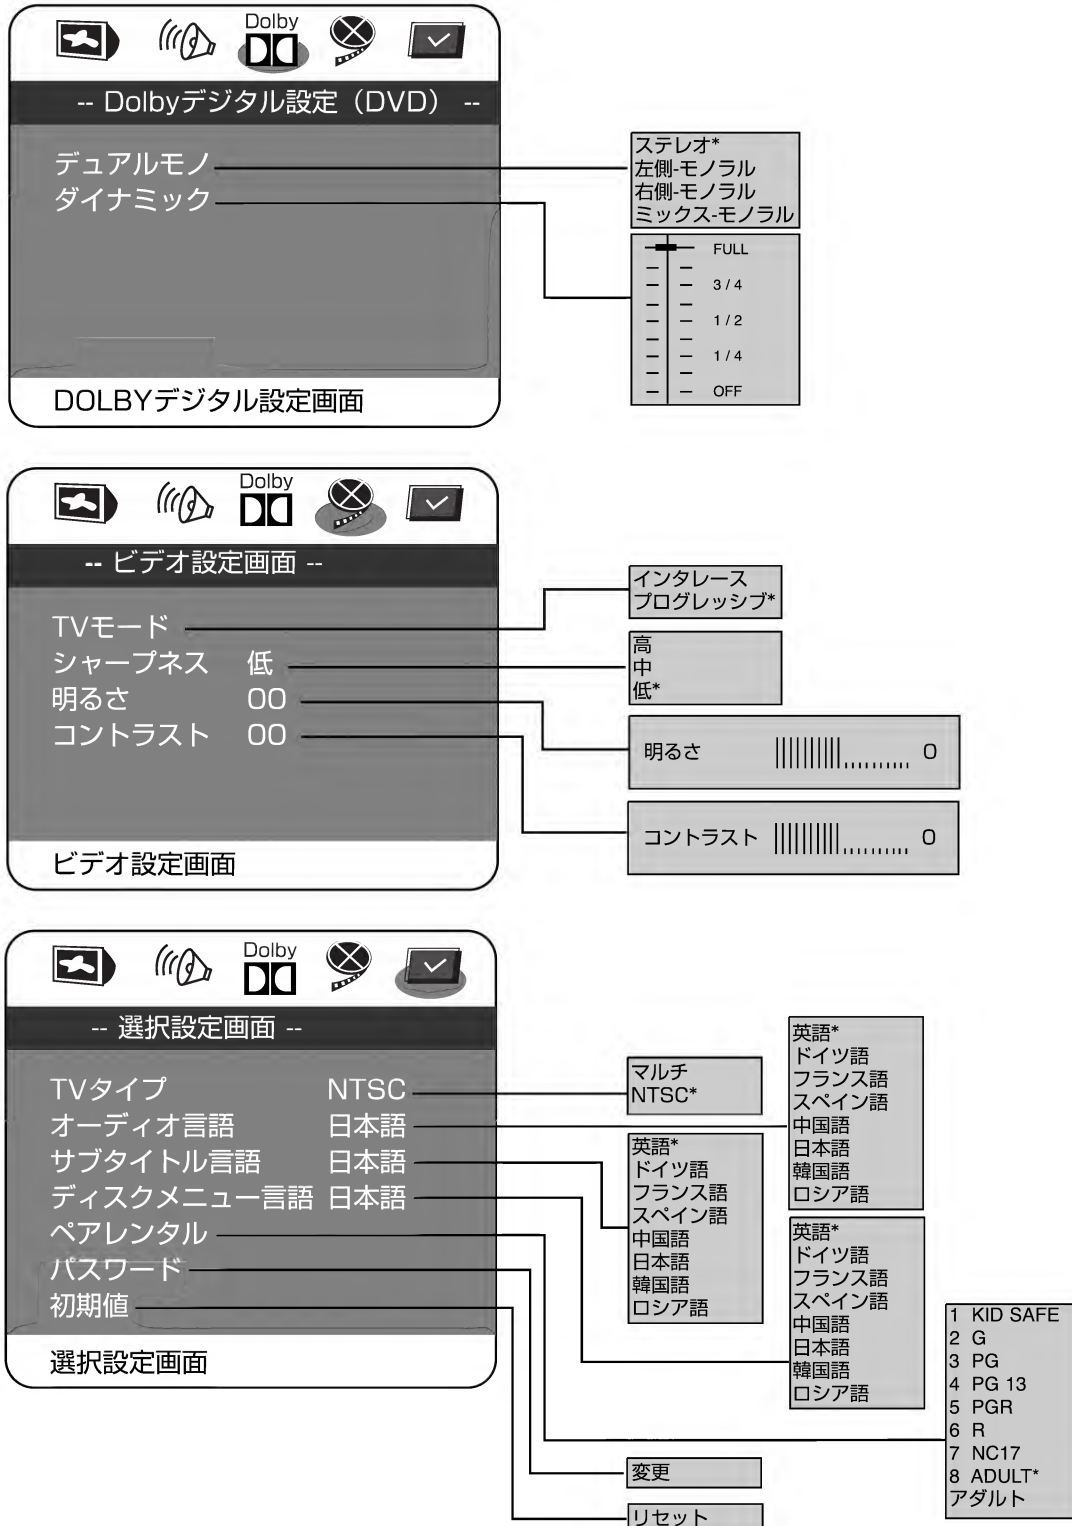 Dolby
-- Dolbyデジタル設定（DVD） --
デュアルモノ
ダイナミック
DOLBYデジタル設定画面
ステレオ*
左側-モノラル
右側-モノラル
ミックス-モノラル
FULL
3 / 4
1 / 2
1 / 4
OFF
Dolby
-- ビデオ設定画面 --
TVモード
シャープネス 低
明るさ 00
コントラスト 00
ビデオ設定画面
インタレース
プログレッシブ*
高
中
低*
明るさ 0
コントラスト 0
Dolby
-- 選択設定画面 --
TVタイプ NTSC
オーディオ言語 日本語
サブタイトル言語 日本語
ディスクメニュー言語 日本語
ペアレンタル
パスワード
初期値
選択設定画面
マルチ
NTSC*
英語*
ドイツ語
フランス語
スペイン語
中国語
日本語
韓国語
ロシア語
英語*
ドイツ語
フランス語
スペイン語
中国語
日本語
韓国語
ロシア語
英語*
ドイツ語
フランス語
スペイン語
中国語
日本語
韓国語
ロシア語
1 KID SAFE
2 G
3 PG
4 PG 13
5 PGR
6 R
7 NC17
8 ADULT*
アダルト
変更
リセット